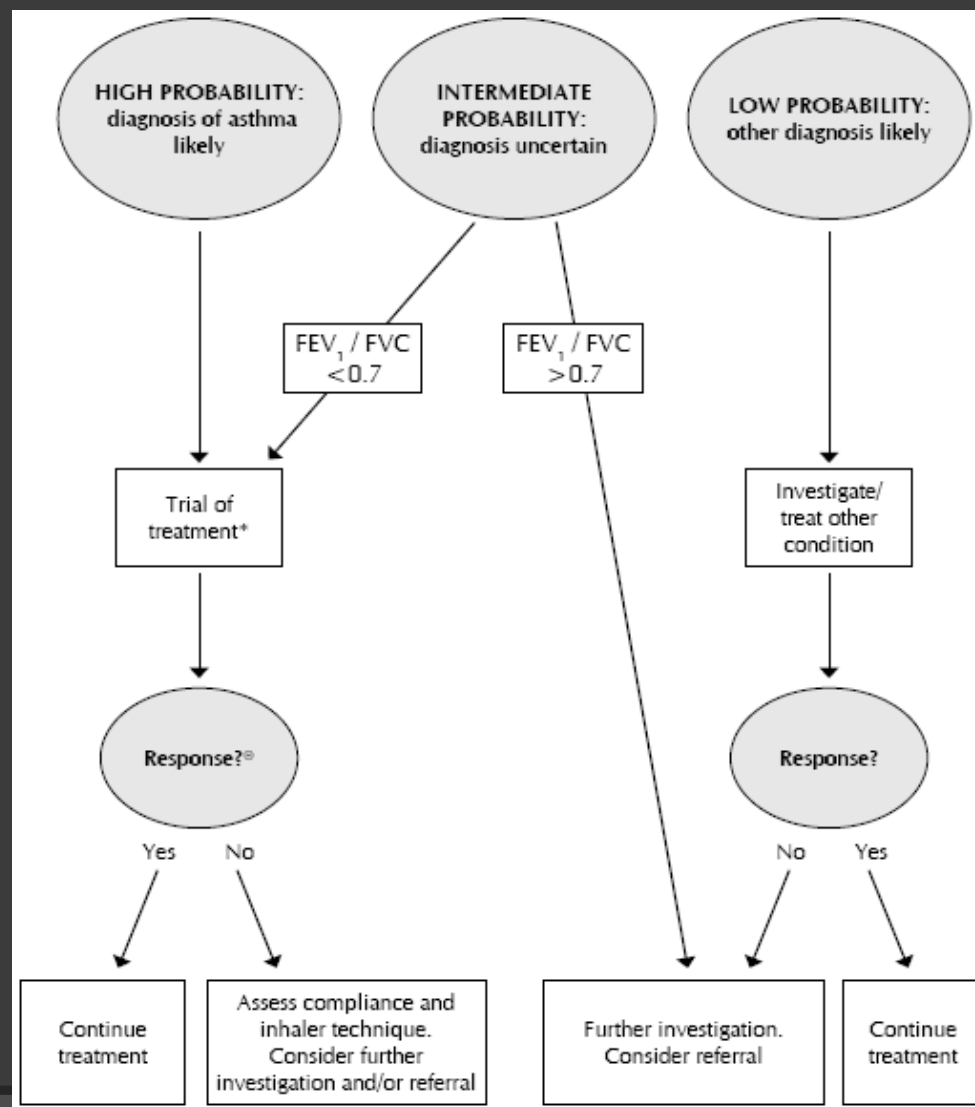 HIGH PROBABILITY:
diagnosis of asthma
likely
INTERMEDIATE
PROBABILITY:
diagnosis uncertain
LOW PROBABILITY:
other diagnosis likely
FEV₁ / FVC
<0.7
FEV₁ / FVC
>0.7
Trial of
treatment*
Investigate/
treat other
condition
Response?⊗
Response?
Yes
No
No
Yes
Continue
treatment
Assess compliance and
inhaler technique.
Consider further
investigation and/or referral
Further investigation.
Consider referral
Continue
treatment